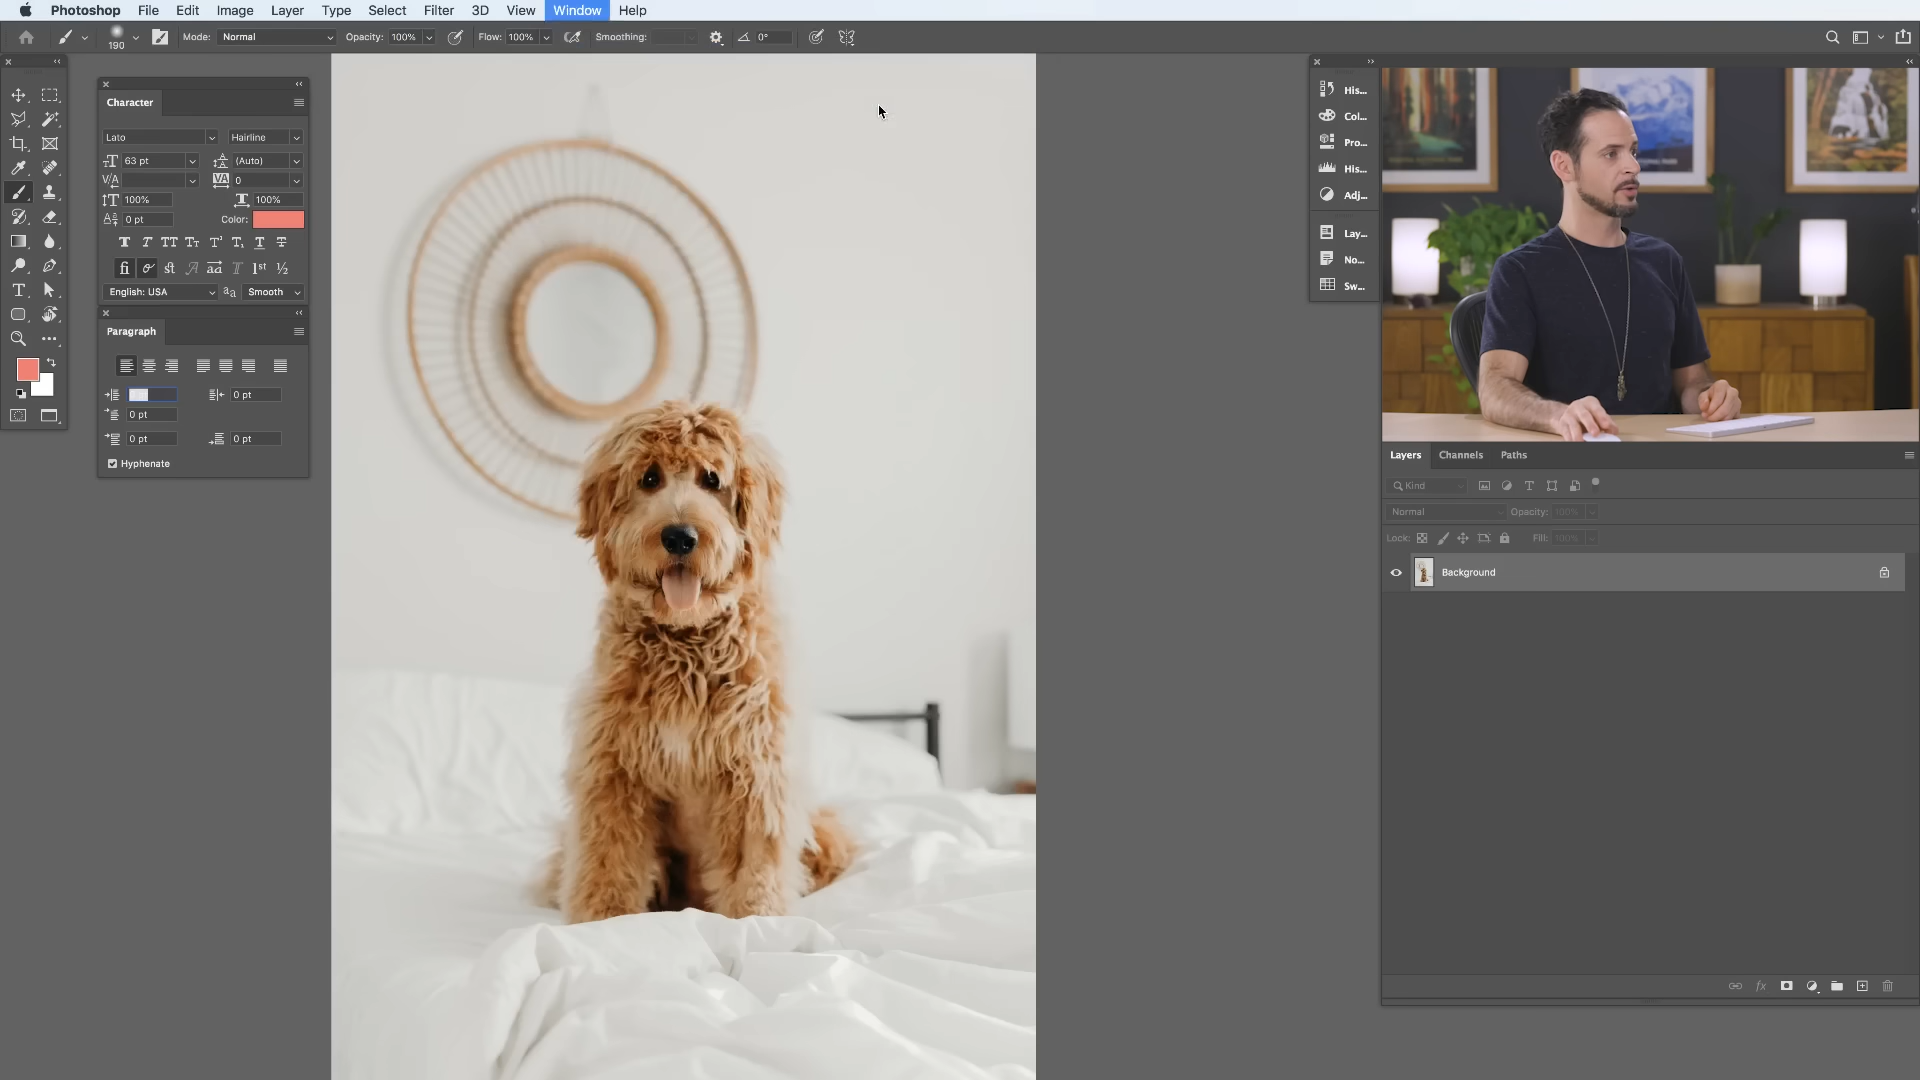 Photoshop File Edit Image Layer Type Select Filter 3D View Window Help
190 Mode: Normal Opacity: 100% Flow: 100% Smoothing: 0°
Character
Lato Hairline
63 pt (Auto)
0
100% 100%
0 pt Color:
English: USA Smooth
Paragraph
0 pt
0 pt
0 pt 0 pt
Hyphenate
His...
Col...
Pro...
His...
Adj...
Lay...
No...
Sw...
Layers Channels Paths
Kind
Normal Opacity: 100%
Lock: Fill: 100%
Background